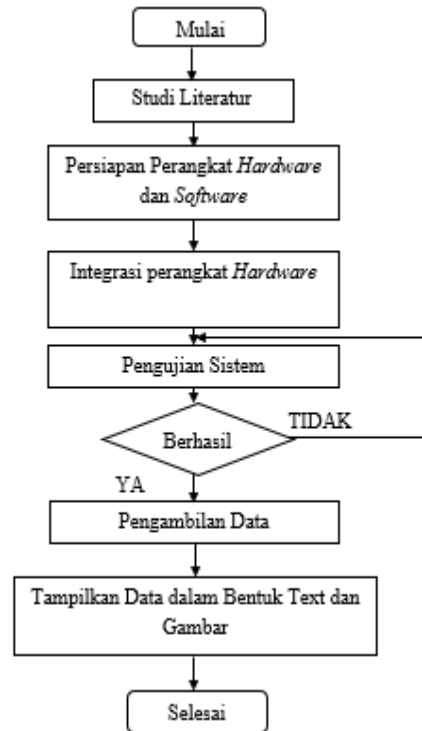 Mulai
Studi Literatur
Persiapan Perangkat Hardware
dan Software
Integrasi perangkat Hardware
Pengujian Sistem
Berhasil
TIDAK
YA
Pengambilan Data
Tampilkan Data dalam Bentuk Text dan
Gambar
Selesai